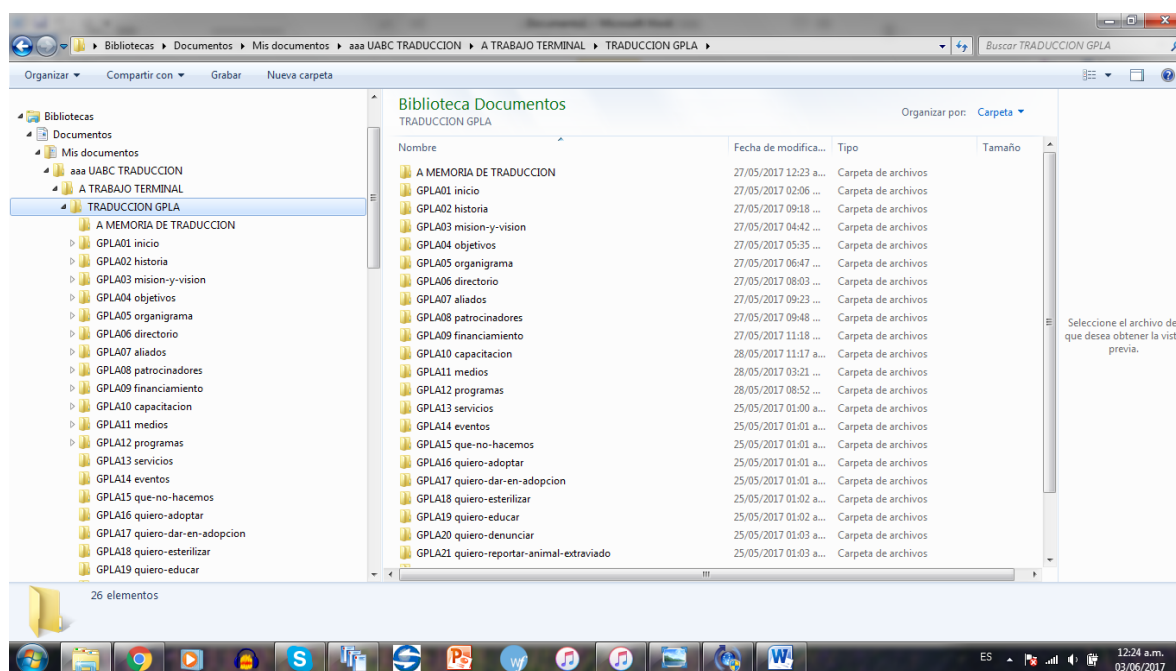 Bibliotecas ▸ Documentos ▸ Mis documentos ▸ aaa UABC TRADUCCION ▸ A TRABAJO TERMINAL ▸ TRADUCCION GPLA ▸
Buscar TRADUCCION GPLA
Organizar Compartir con Grabar Nueva carpeta
Bibliotecas
Documentos
Mis documentos
aaa UABC TRADUCCION
A TRABAJO TERMINAL
TRADUCCION GPLA
A MEMORIA DE TRADUCCION
GPLA01 inicio
GPLA02 historia
GPLA03 mision-y-vision
GPLA04 objetivos
GPLA05 organigrama
GPLA06 directorio
GPLA07 aliados
GPLA08 patrocinadores
GPLA09 financiamiento
GPLA10 capacitacion
GPLA11 medios
GPLA12 programas
GPLA13 servicios
GPLA14 eventos
GPLA15 que-no-hacemos
GPLA16 quiero-adoptar
GPLA17 quiero-dar-en-adopcion
GPLA18 quiero-esterilizar
GPLA19 quiero-educar
Biblioteca Documentos
TRADUCCION GPLA
Organizar por: Carpeta
Nombre Fecha de modifica... Tipo Tamaño
A MEMORIA DE TRADUCCION 27/05/2017 12:23 a... Carpeta de archivos
GPLA01 inicio 27/05/2017 02:06 ... Carpeta de archivos
GPLA02 historia 27/05/2017 09:18 ... Carpeta de archivos
GPLA03 mision-y-vision 27/05/2017 04:42 ... Carpeta de archivos
GPLA04 objetivos 27/05/2017 05:35 ... Carpeta de archivos
GPLA05 organigrama 27/05/2017 06:47 ... Carpeta de archivos
GPLA06 directorio 27/05/2017 08:03 ... Carpeta de archivos
GPLA07 aliados 27/05/2017 09:23 ... Carpeta de archivos
GPLA08 patrocinadores 27/05/2017 09:48 ... Carpeta de archivos
GPLA09 financiamiento 27/05/2017 11:18 ... Carpeta de archivos
GPLA10 capacitacion 28/05/2017 11:17 a... Carpeta de archivos
GPLA11 medios 28/05/2017 03:21 ... Carpeta de archivos
GPLA12 programas 28/05/2017 08:52 ... Carpeta de archivos
GPLA13 servicios 25/05/2017 01:00 a... Carpeta de archivos
GPLA14 eventos 25/05/2017 01:01 a... Carpeta de archivos
GPLA15 que-no-hacemos 25/05/2017 01:01 a... Carpeta de archivos
GPLA16 quiero-adoptar 25/05/2017 01:01 a... Carpeta de archivos
GPLA17 quiero-dar-en-adopcion 25/05/2017 01:01 a... Carpeta de archivos
GPLA18 quiero-esterilizar 25/05/2017 01:02 a... Carpeta de archivos
GPLA19 quiero-educar 25/05/2017 01:02 a... Carpeta de archivos
GPLA20 quiero-denunciar 25/05/2017 01:03 a... Carpeta de archivos
GPLA21 quiero-reportar-animal-extraviado 25/05/2017 01:03 a... Carpeta de archivos
Seleccione el archivo de
que desea obtener la vist
previa.
26 elementos
ES
12:24 a.m.
03/06/2017